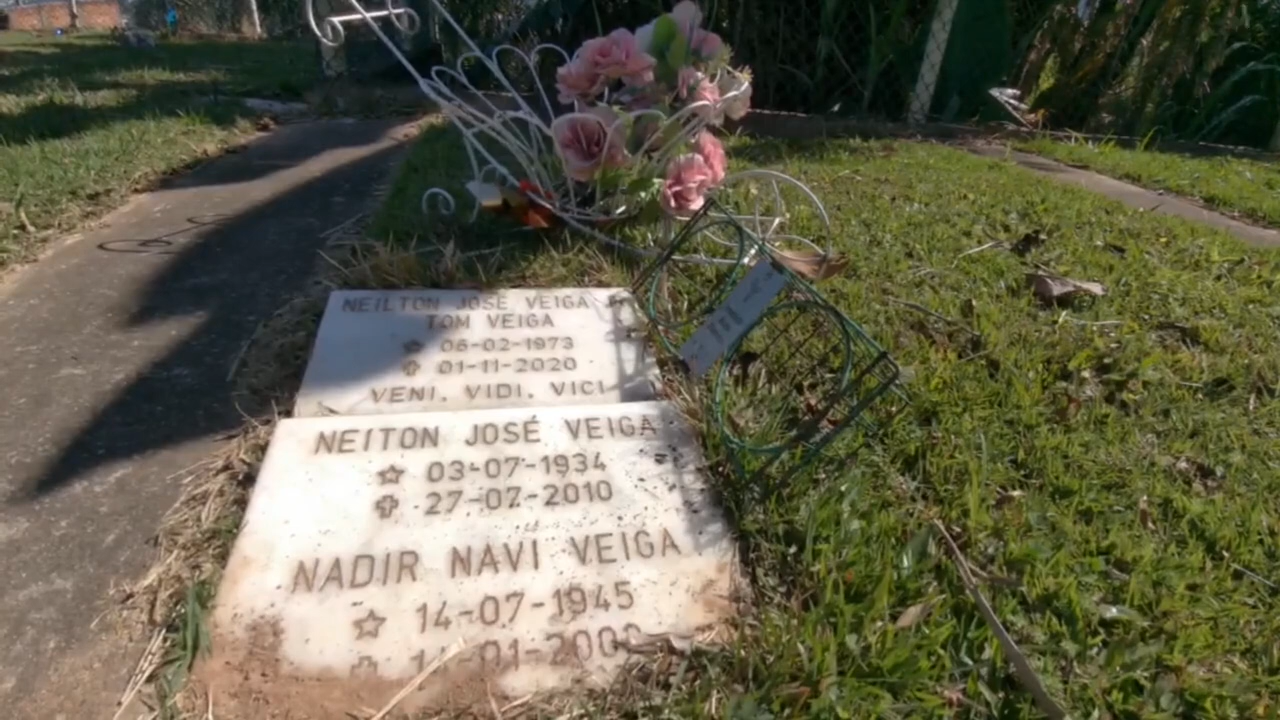 NEILTON JOSÉ VEIGA
TOM VEIGA
06-02-1973
01-11-2020
VENI. VIDI. VICI
NEITON JOSÉ VEIGA
03-07-1934
27-07-2010
NADIR NAVI VEIGA
14-07-1945